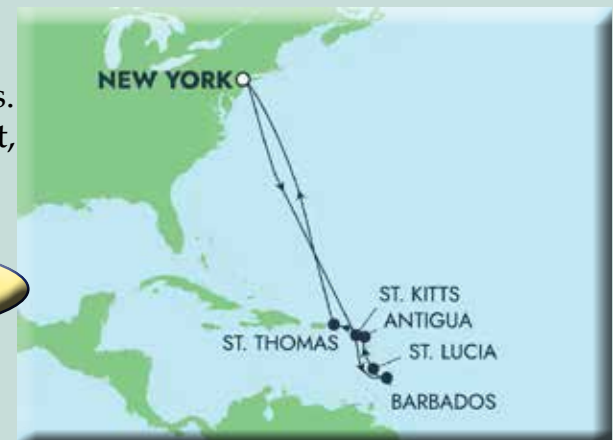 s.
t,
NEW YORK
ST. KITTS
ANTIGUA
ST. THOMAS
ST. LUCIA
BARBADOS